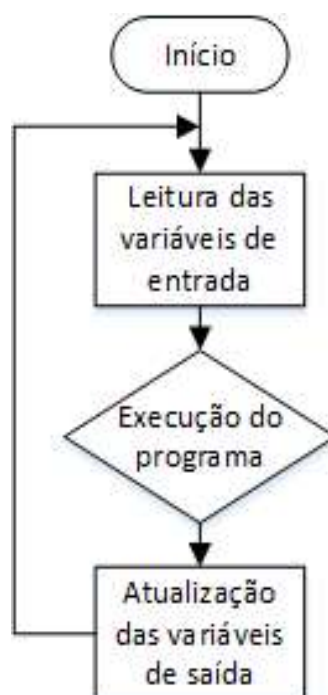 Início
Leitura das
variáveis de
entrada
Execução do
programa
Atualização
das variáveis
de saída